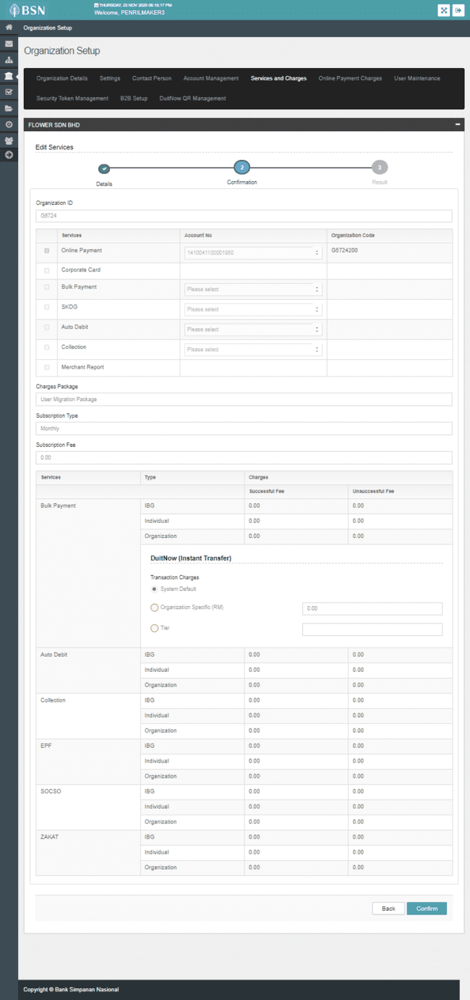 BSN
THURSDAY, 23 NOV 2023 05:15:17 PM
Welcome, PENRILMAKER3
Organization Setup
Organization Setup
Organization Details Settings Contact Person Account Management Services and Charges Online Payment Charges User Maintenance
Security Token Management B2B Setup DuitNow QR Management
FLOWER SDN BHD
Edit Services
2 3
Details Confirmation Result
Organization ID
G5724
Services Account No Organization Code
Online Payment 1410041100001950 G5724200
Corporate Card
Bulk Payment Please select
SKDG Please select
Auto Debit Please select
Collection Please select
Merchant Report
Charges Package
User Migration Package
Subscription Type
Monthly
Subscription Fee
0.00
Services Type Charges
Successful Fee Unsuccessful Fee
Bulk Payment IBG 0.00 0.00
Individual 0.00 0.00
Organization 0.00 0.00
DuitNow (Instant Transfer)
Transaction Charges
System Default
Organization Specific (RM) 0.00
Tier
Auto Debit IBG 0.00 0.00
Individual 0.00 0.00
Organization 0.00 0.00
Collection IBG 0.00 0.00
Individual 0.00 0.00
Organization 0.00 0.00
EPF IBG 0.00 0.00
Individual 0.00 0.00
Organization 0.00 0.00
SOCSO IBG 0.00 0.00
Individual 0.00 0.00
Organization 0.00 0.00
ZAKAT IBG 0.00 0.00
Individual 0.00 0.00
Organization 0.00 0.00
Back Confirm
Copyright © Bank Simpanan Nasional